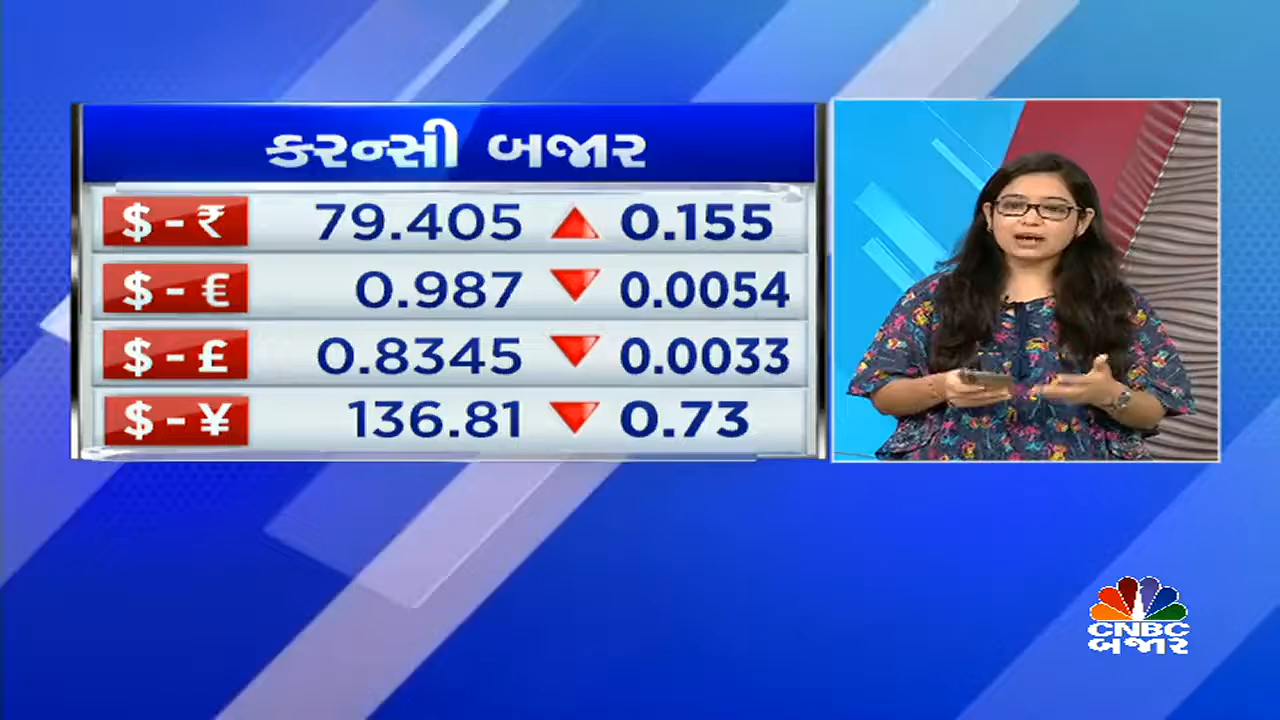 કરન્સી બજાર
$ - ₹ 79.405 ▲ 0.155
$ - € 0.987 ▼ 0.0054
$ - £ 0.8345 ▼ 0.0033
$ - ¥ 136.81 ▼ 0.73
CNBC
બજાર